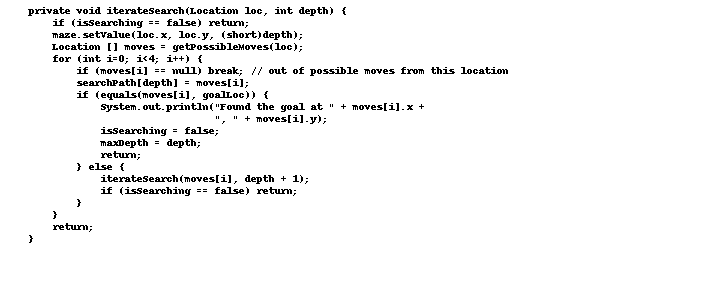 private void iterateSearch(Location loc, int depth) {
    if (isSearching == false) return;
    maze.setValue(loc.x, loc.y, (short)depth);
    Location [] moves = getPossibleMoves(loc);
    for (int i=0; i<4; i++) {
        if (moves[i] == null) break; // out of possible moves from this location
        searchPath[depth] = moves[i];
        if (equals(moves[i], goalLoc)) {
            System.out.println("Found the goal at " + moves[i].x +
                               ", " + moves[i].y);
            isSearching = false;
            maxDepth = depth;
            return;
        } else {
            iterateSearch(moves[i], depth + 1);
            if (isSearching == false) return;
        }
    }
    return;
}